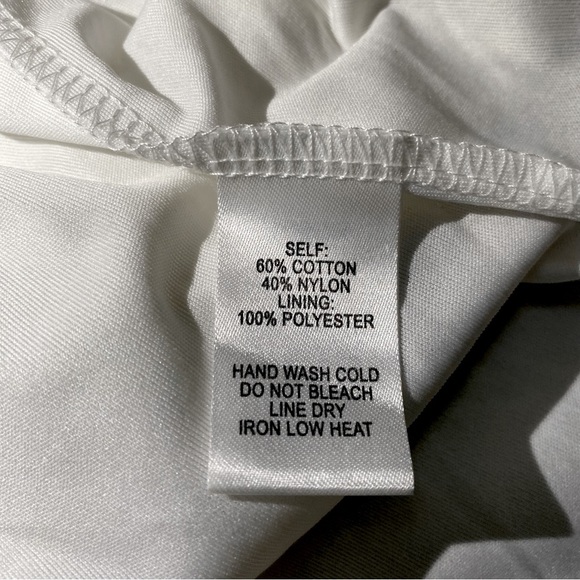 SELF:
60% COTTON
40% NYLON
LINING:
100% POLYESTER
HAND WASH COLD
DO NOT BLEACH
LINE DRY
IRON LOW HEAT